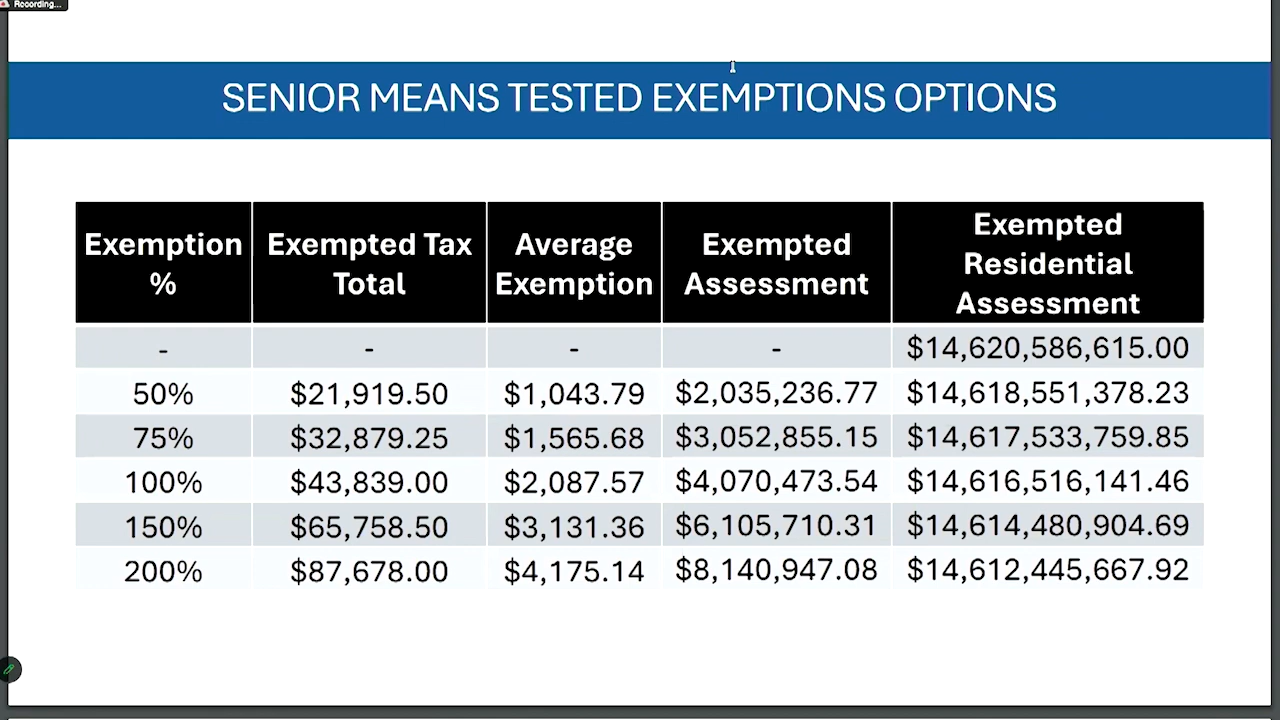 Recording...
SENIOR MEANS TESTED EXEMPTIONS OPTIONS
Exemption % Exempted Tax Total Average Exemption Exempted Assessment Exempted Residential Assessment
- - - - $14,620,586,615.00
50% $21,919.50 $1,043.79 $2,035,236.77 $14,618,551,378.23
75% $32,879.25 $1,565.68 $3,052,855.15 $14,617,533,759.85
100% $43,839.00 $2,087.57 $4,070,473.54 $14,616,516,141.46
150% $65,758.50 $3,131.36 $6,105,710.31 $14,614,480,904.69
200% $87,678.00 $4,175.14 $8,140,947.08 $14,612,445,667.92